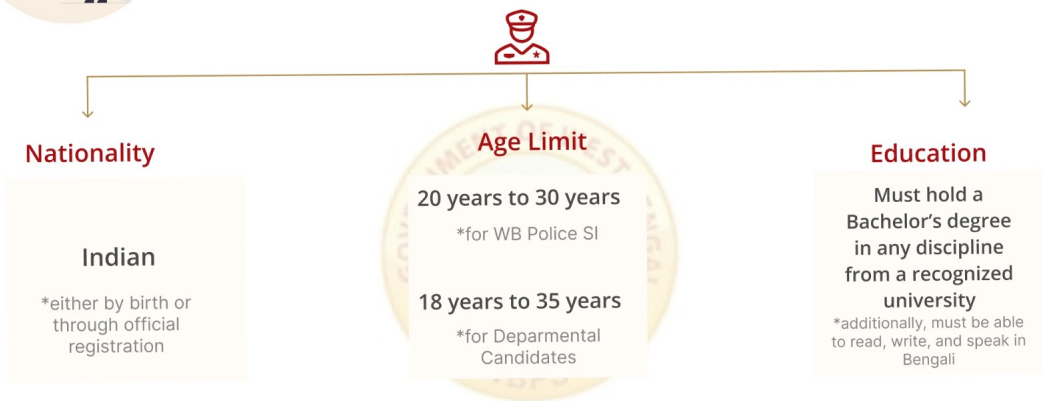 Nationality
Indian
*either by birth or
through official
registration
Age Limit
20 years to 30 years
*for WB Police SI
18 years to 35 years
*for Deparmental
Candidates
Education
Must hold a
Bachelor's degree
in any discipline
from a recognized
university
*additionally, must be able
to read, write, and speak in
Bengali